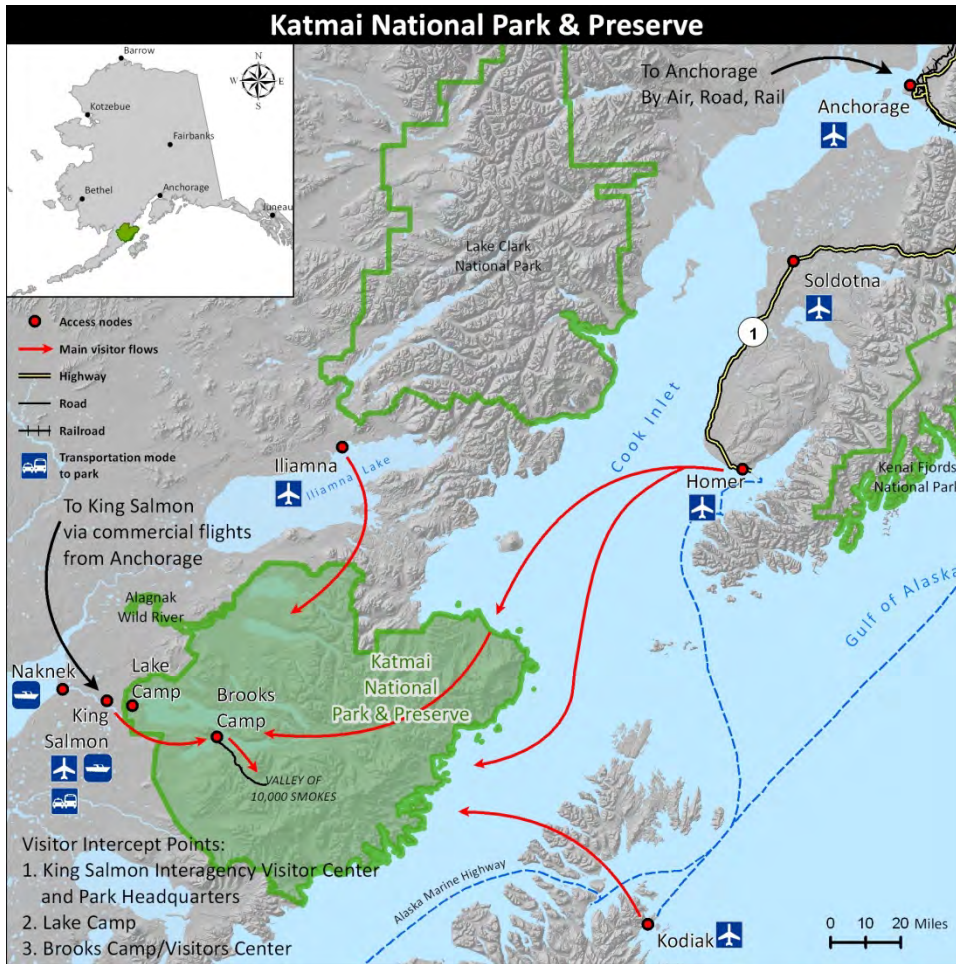 Katmai National Park & Preserve
Barrow
N
W
E
S
Kotzebue
Fairbanks
Bethel
Anchorage
Juneau
To Anchorage
By Air, Road, Rail
Anchorage
Lake Clark
National Park
Soldotna
1
Access nodes
Main visitor flows
Highway
Road
Railroad
Transportation mode
to park
Cook Inlet
Iliamna
Iliamna Lake
Homer
Kenai Fjords
National Park
To King Salmon
via commercial flights
from Anchorage
Gulf of Alaska
Alagnak
Wild River
Naknek
Lake
Camp
King
Salmon
Brooks
Camp
Katmai
National
Park & Preserve
VALLEY OF
10,000 SMOKES
Visitor Intercept Points:
1. King Salmon Interagency Visitor Center
and Park Headquarters
2. Lake Camp
3. Brooks Camp/Visitors Center
Alaska Marine Highway
Kodiak
0 10 20 Miles